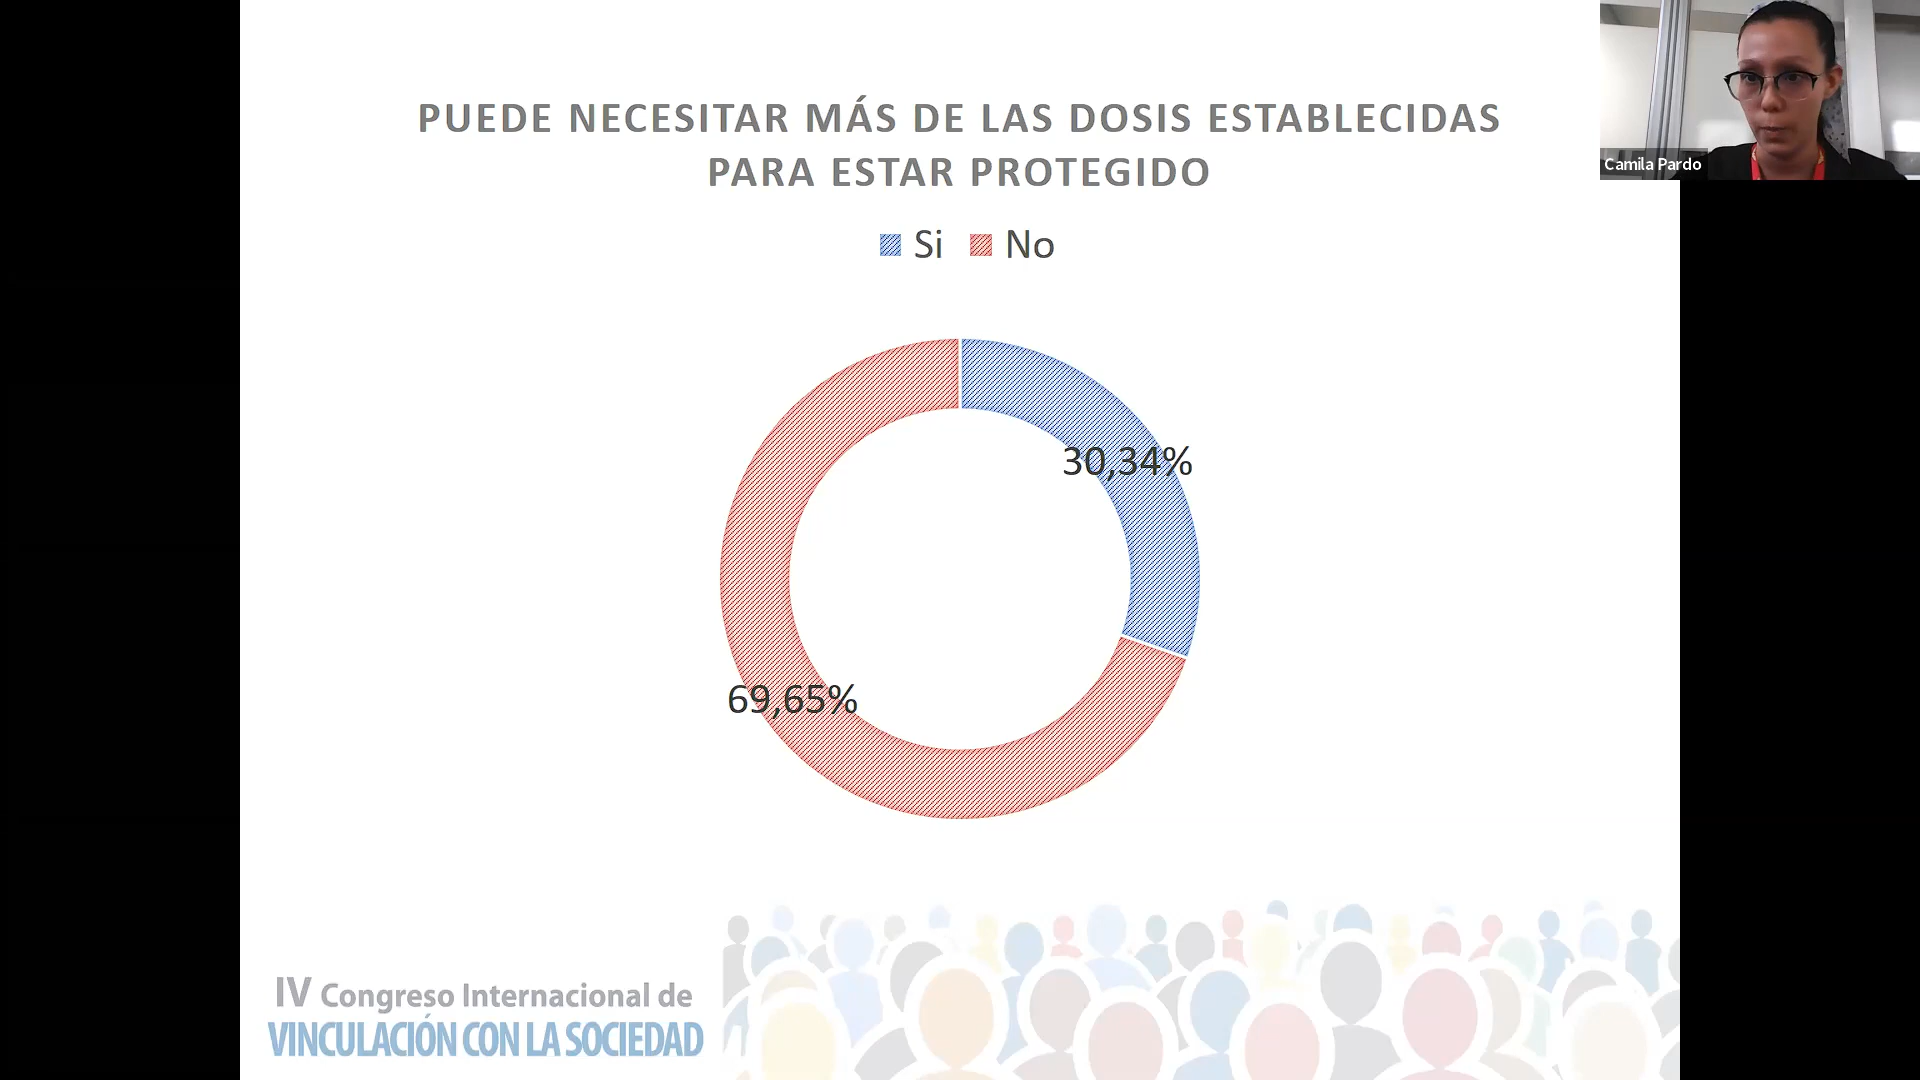 PUEDE NECESITAR MÁS DE LAS DOSIS ESTABLECIDAS
PARA ESTAR PROTEGIDO
Si No
30,34%
69,65%
Camila Pardo
IV Congreso Internacional de
VINCULACIÓN CON LA SOCIEDAD